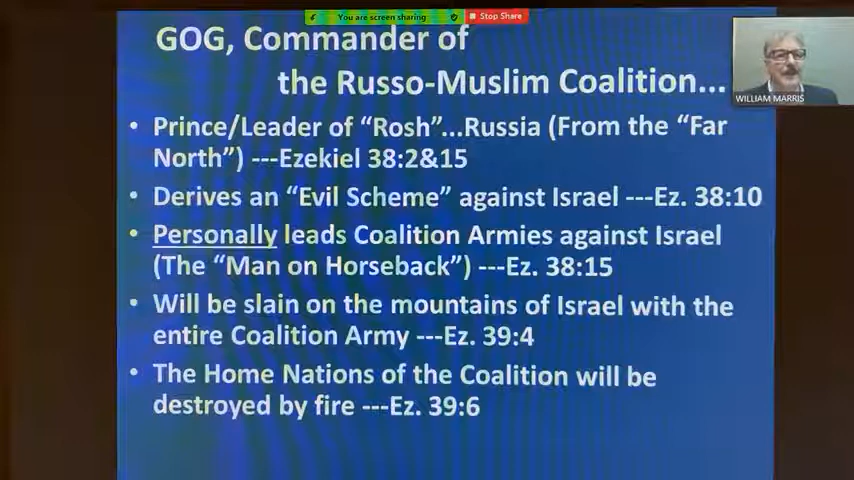 You are screen sharing
Stop Share
GOG, Commander of
the Russo-Muslim Coalition...
WILLIAM MARRIS
• Prince/Leader of “Rosh”...Russia (From the “Far
North”) ---Ezekiel 38:2&15
• Derives an “Evil Scheme” against Israel ---Ez. 38:10
• Personally leads Coalition Armies against Israel
(The “Man on Horseback”) ---Ez. 38:15
• Will be slain on the mountains of Israel with the
entire Coalition Army ---Ez. 39:4
• The Home Nations of the Coalition will be
destroyed by fire ---Ez. 39:6